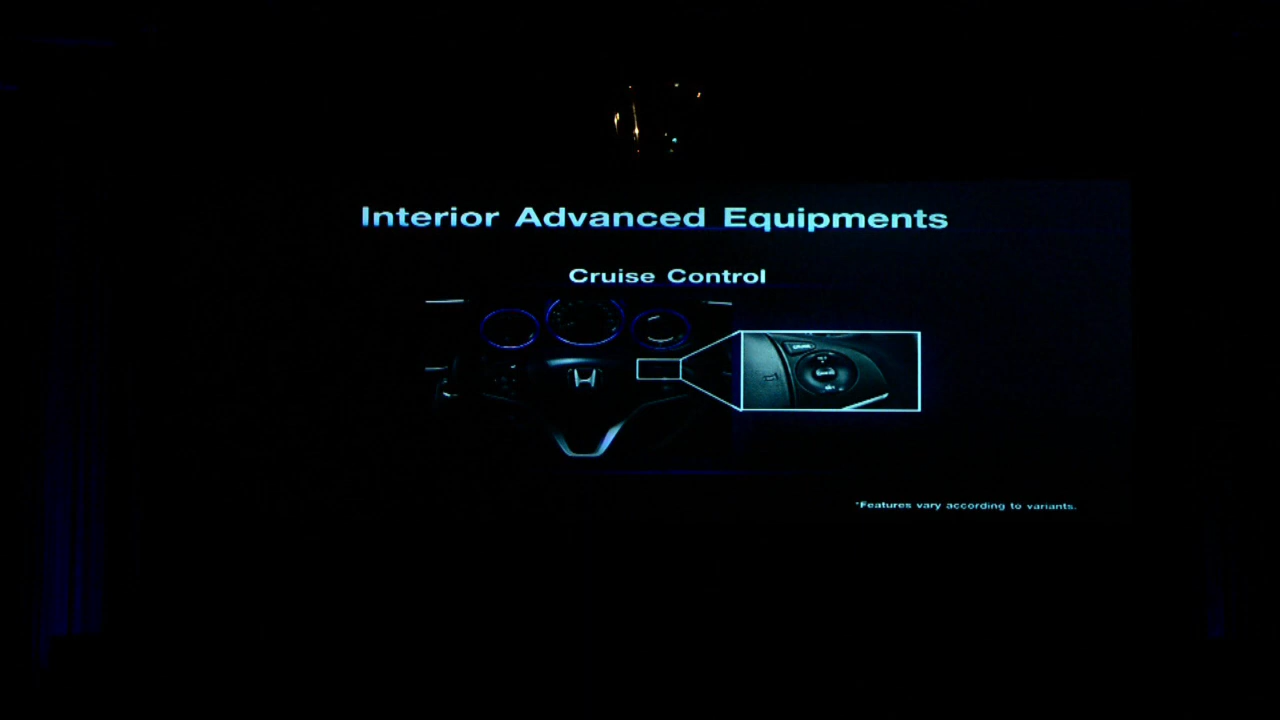 Interior Advanced Equipments
Cruise Control
*Features vary according to variants.